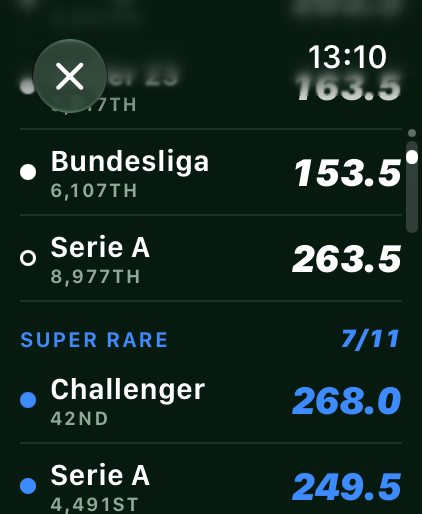 13:10
163.5
Bundesliga
153.5
6,107TH
Serie A
263.5
8,977TH
SUPER RARE
7/11
Challenger
268.0
42ND
Serie A
249.5
4,491ST